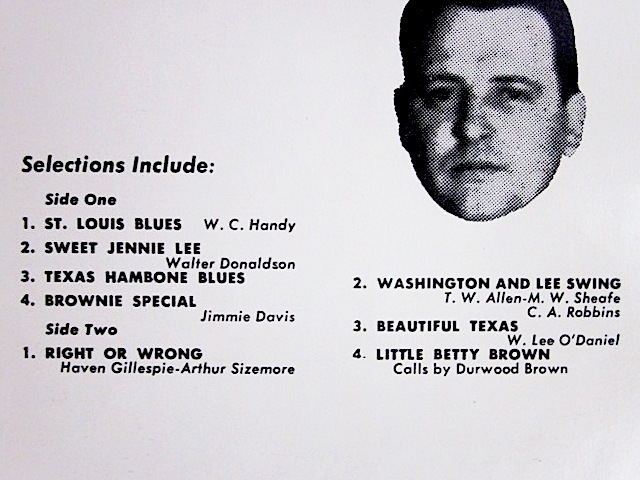 Selections Include:
Side One
1. ST. LOUIS BLUES W. C. Handy
2. SWEET JENNIE LEE
Walter Donaldson
3. TEXAS HAMBONE BLUES
4. BROWNIE SPECIAL
Jimmie Davis
Side Two
1. RIGHT OR WRONG
Haven Gillespie-Arthur Sizemore
2. WASHINGTON AND LEE SWING
T. W. Allen-M. W. Sheafe
C. A. Robbins
3. BEAUTIFUL TEXAS
W. Lee O'Daniel
4. LITTLE BETTY BROWN
Calls by Durwood Brown